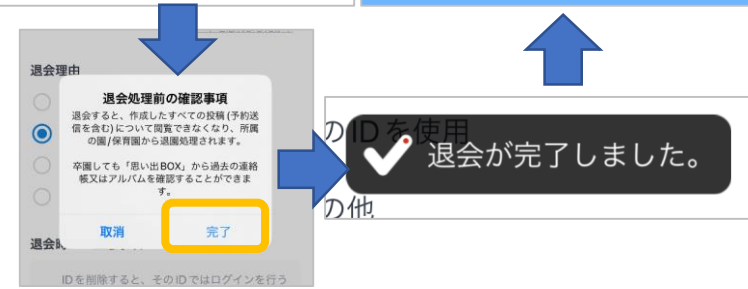 退会理由
退会処理前の確認事項
退会すると、作成したすべての投稿(予約送
信を含む)について閲覧できなくなり、所属
の園/保育園から退園処理されます。
卒園しても「思い出BOX」から過去の連絡
帳又はアルバムを確認することができま
す。
取消
完了
退会時
IDを削除すると、そのIDではログインを行う
のIDを使用
退会が完了しました。
の他